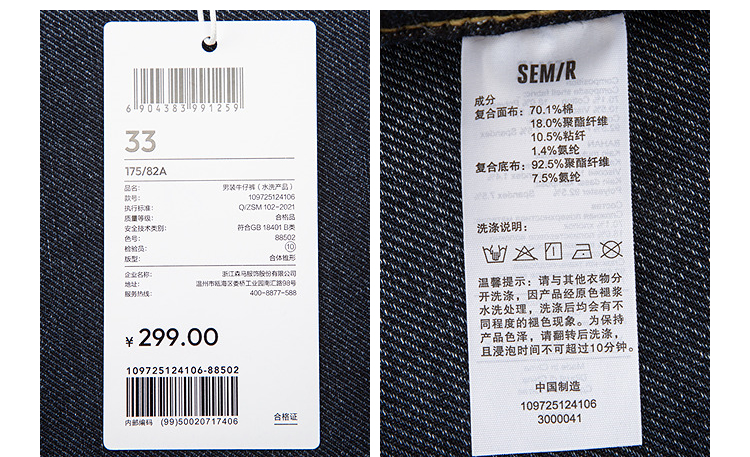 6904383991259
33
175/82A
品名: 男装牛仔裤（水洗产品）
款号: 109725124106
执行标准: Q/ZSM 102-2021
质量等级: 合格品
安全技术类别: 符合GB 18401 B类
色号: 88502
检验员: 10
版型: 合体锥形
企业名称: 浙江森马服饰股份有限公司
地址: 温州市瓯海区娄桥工业园南汇路98号
服务热线: 400-8877-588
¥ 299.00
109725124106-88502
内部编码 (99)50020717406
合格证
SEM/R
成分
复合面布: 70.1%棉
18.0%聚酯纤维
10.5%粘纤
1.4%氨纶
复合底布: 92.5%聚酯纤维
7.5%氨纶
洗涤说明:
温馨提示: 请与其他衣物分
开洗涤, 因产品经原色褪浆
水洗处理, 洗涤后均会有不
同程度的褪色现象。为保持
产品色泽, 请翻转后洗涤,
且浸泡时间不可超过10分钟。
中国制造
109725124106
3000041